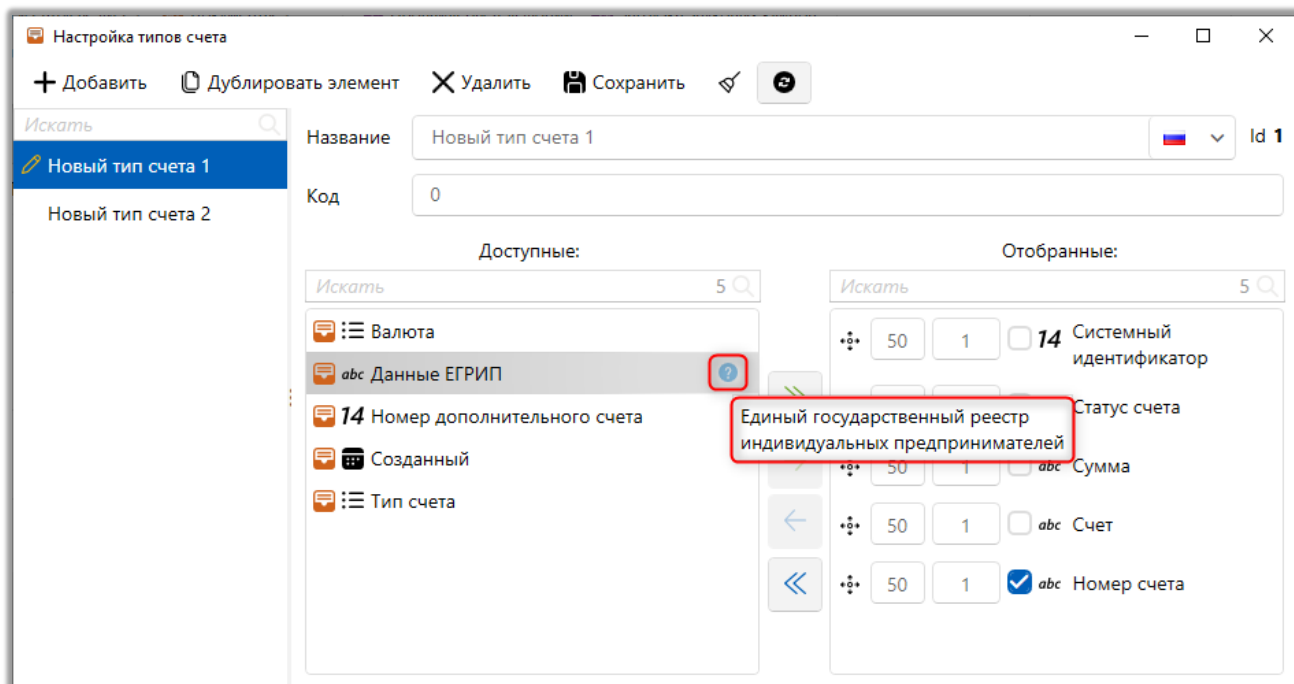 Настройка типов счета
Добавить Дублировать элемент Удалить Сохранить
Искать
Новый тип счета 1
Новый тип счета 2
Название Новый тип счета 1 Id 1
Код 0
Доступные:
Искать 5
Валюта
abc Данные ЕГРИП
14 Номер дополнительного счета
Созданный
Тип счета
Единый государственный реестр
индивидуальных предпринимателей
Отобранные:
Искать 5
50 1 14 Системный
идентификатор
Статус счета
50 1 abc Сумма
50 1 abc Счет
50 1 abc Номер счета